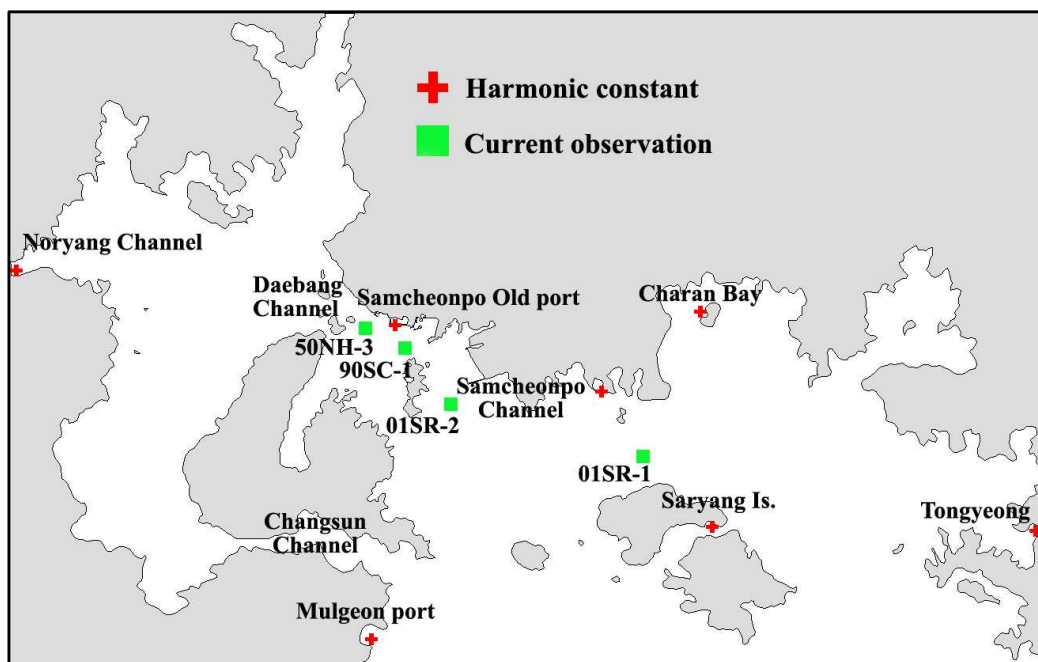 Harmonic constant
Current observation
Noryang Channel
Daebang
Channel
Samcheonpo Old port
Charan Bay
50NH-3
90SC-1
Samcheonpo
Channel
01SR-2
01SR-1
Saryang Is.
Tongyeong
Changsun
Channel
Mulgeon port